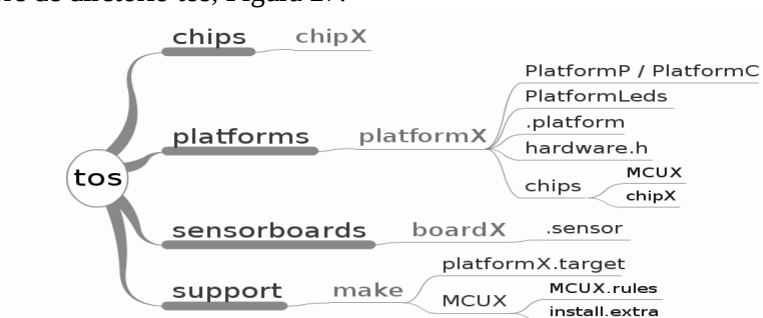 chips
chipX
tos
platforms
platformX
PlatformP / PlatformC
PlatformLeds
.platform
hardware.h
chips
MCUX
chipX
sensorboards
boardX
.sensor
support
make
platformX.target
MCUX
MCUX.rules
install.extra